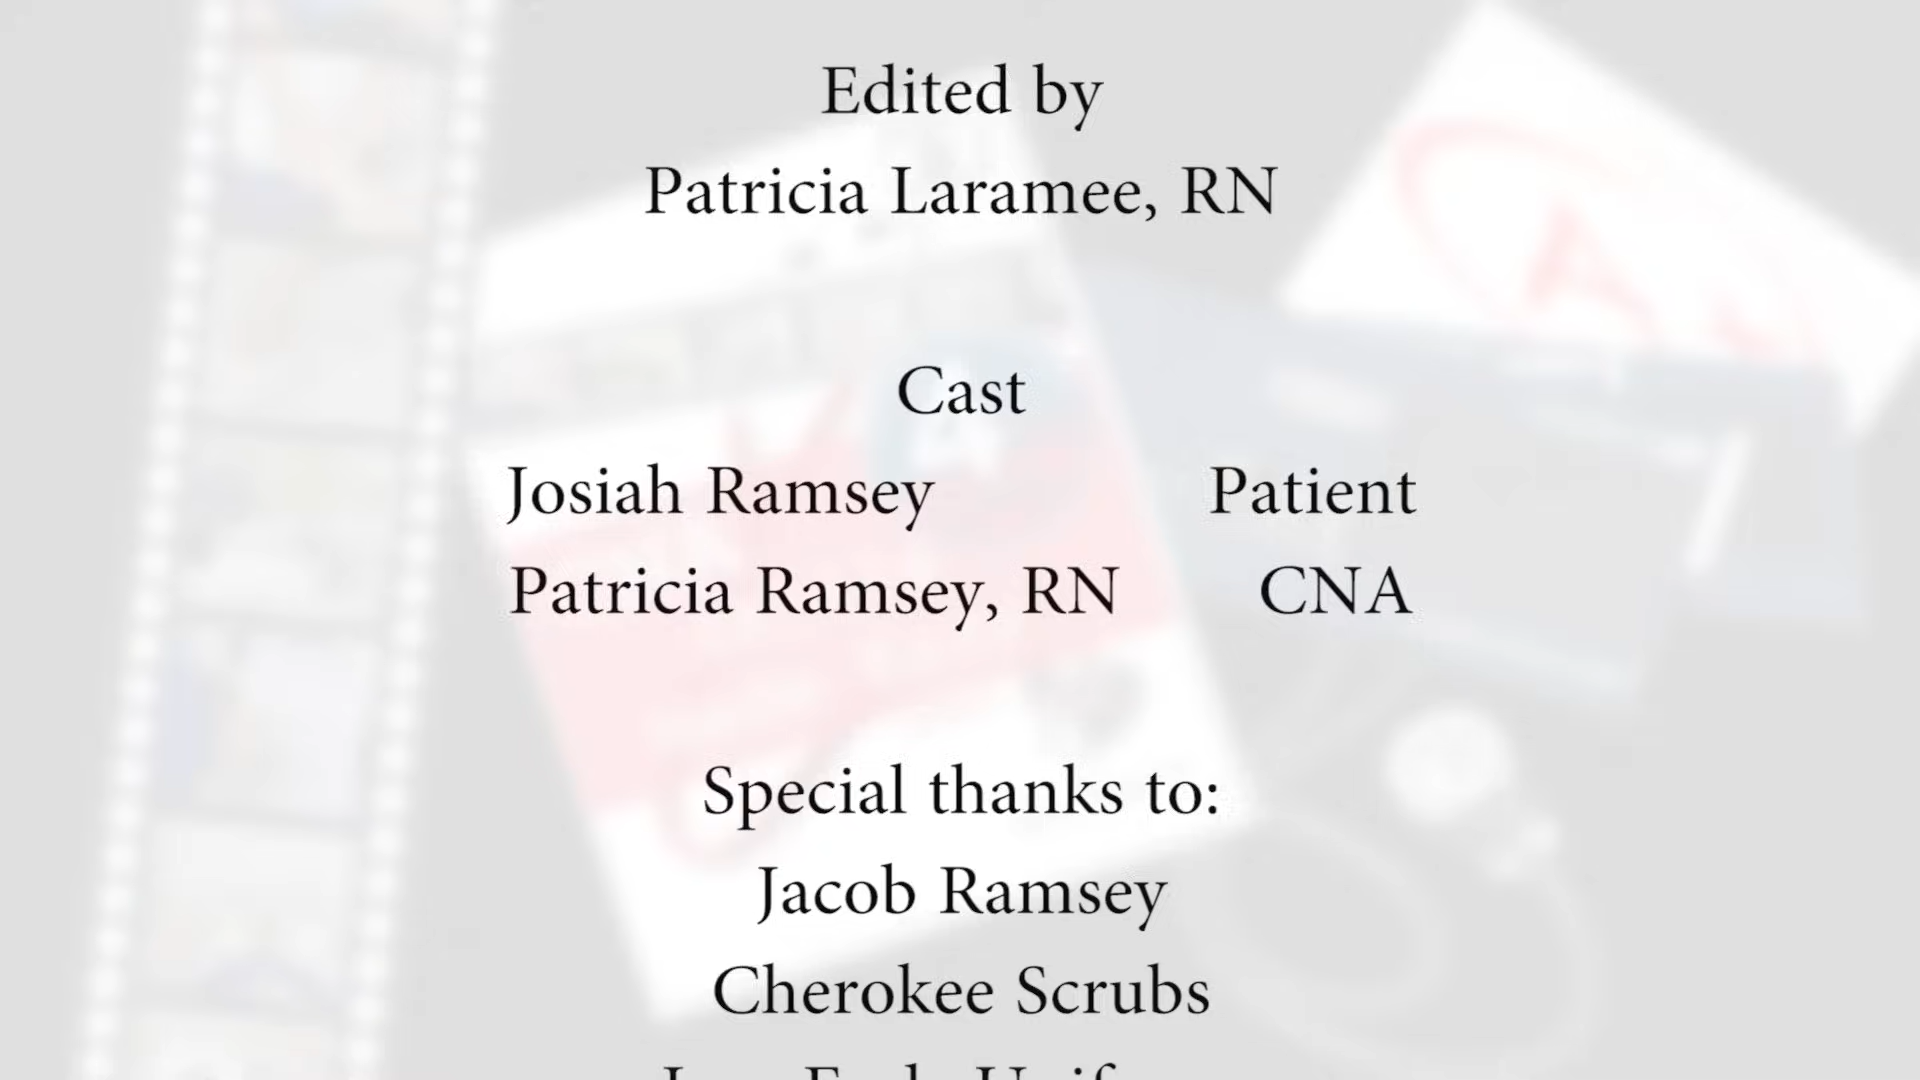 Edited by
Patricia Laramee, RN
Cast
Josiah Ramsey Patient
Patricia Ramsey, RN CNA
Special thanks to:
Jacob Ramsey
Cherokee Scrubs